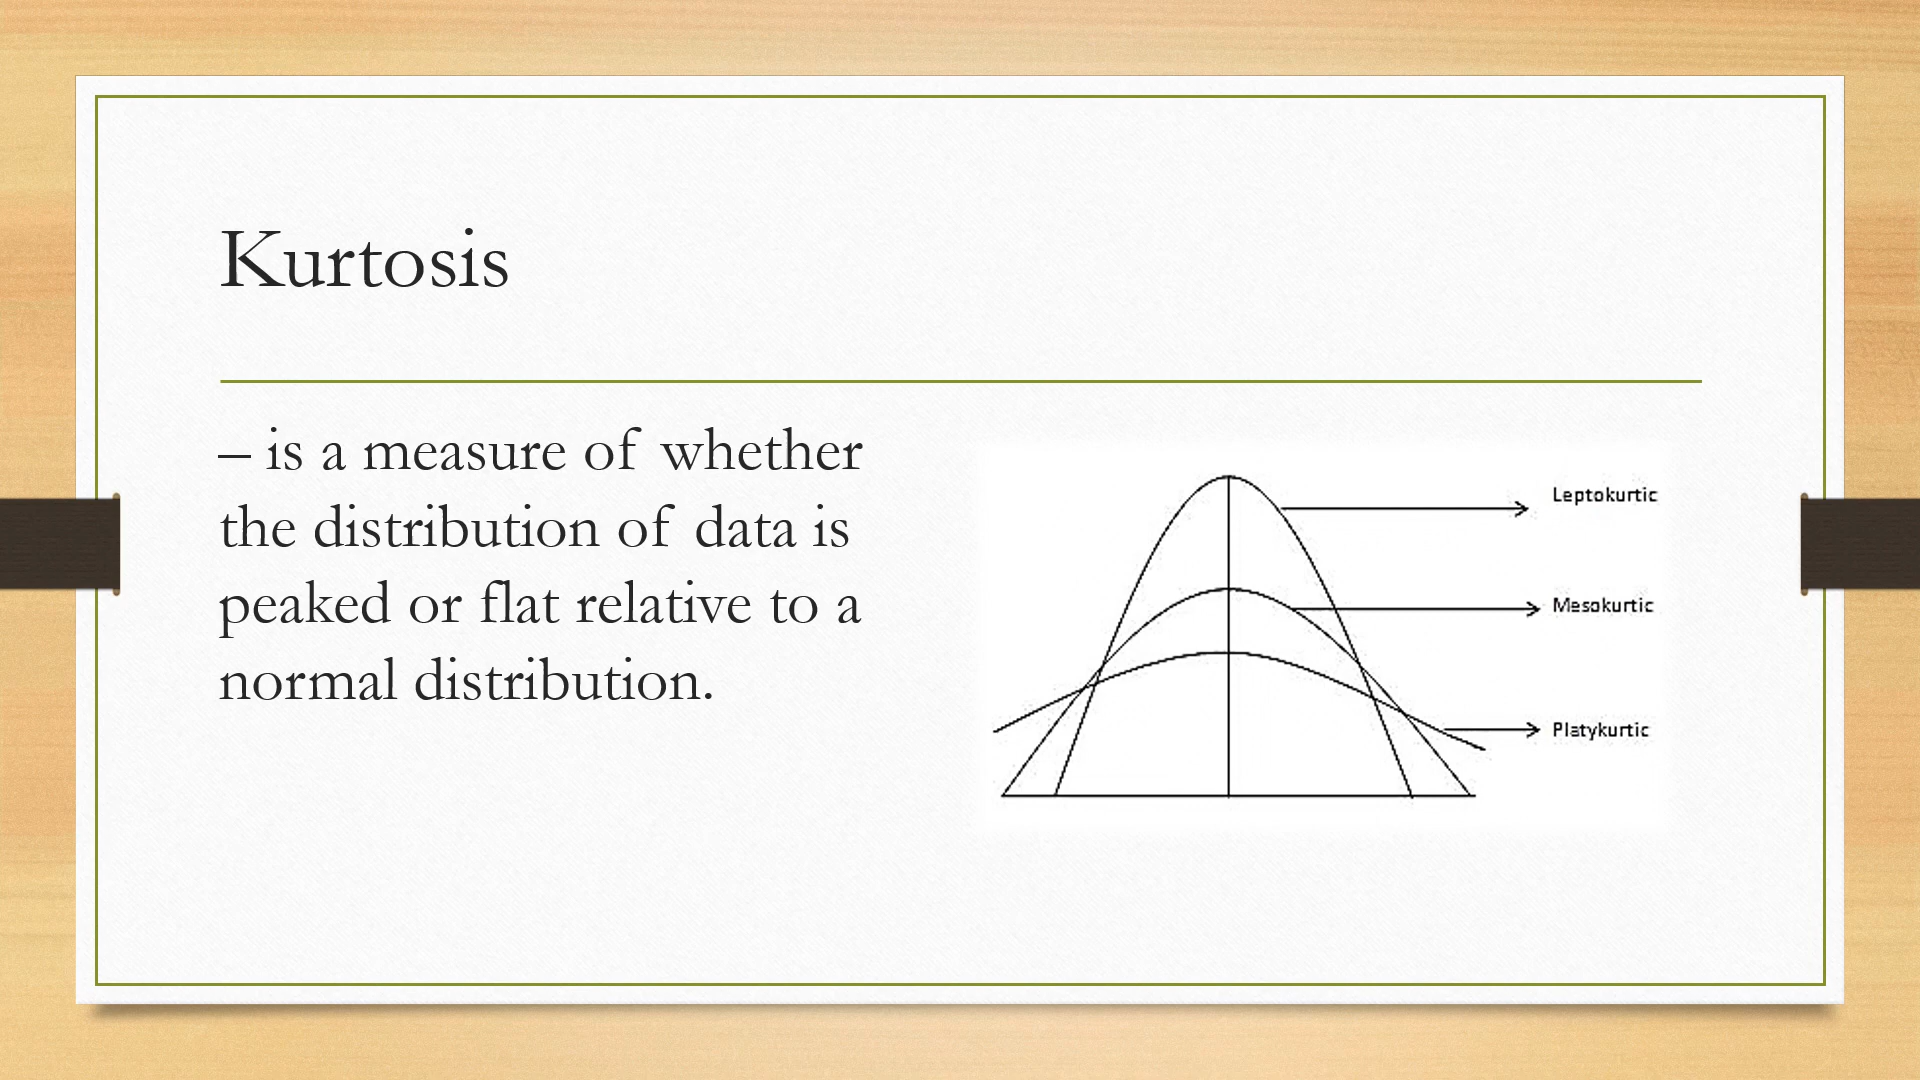 Kurtosis
– is a measure of whether
the distribution of data is
peaked or flat relative to a
normal distribution.
Leptokurtic
Mesokurtic
Platykurtic